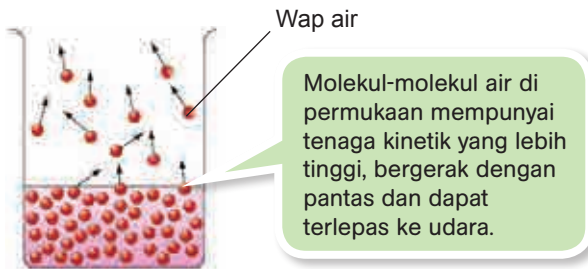 Wap air
Molekul-molekul air di
permukaan mempunyai
tenaga kinetik yang lebih
tinggi, bergerak dengan
pantas dan dapat
terlepas ke udara.